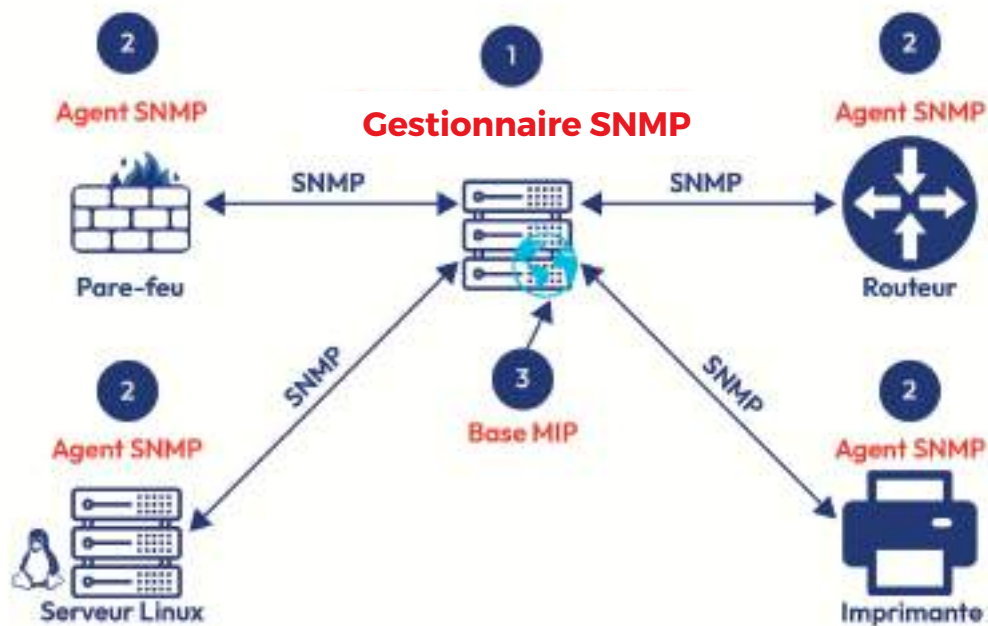 2
1
2
Agent SNMP
Gestionnaire SNMP
Agent SNMP
SNMP
SNMP
Pare-feu
Routeur
SNMP
SNMP
2
3
2
Agent SNMP
Base MIP
Agent SNMP
Serveur Linux
Imprimante